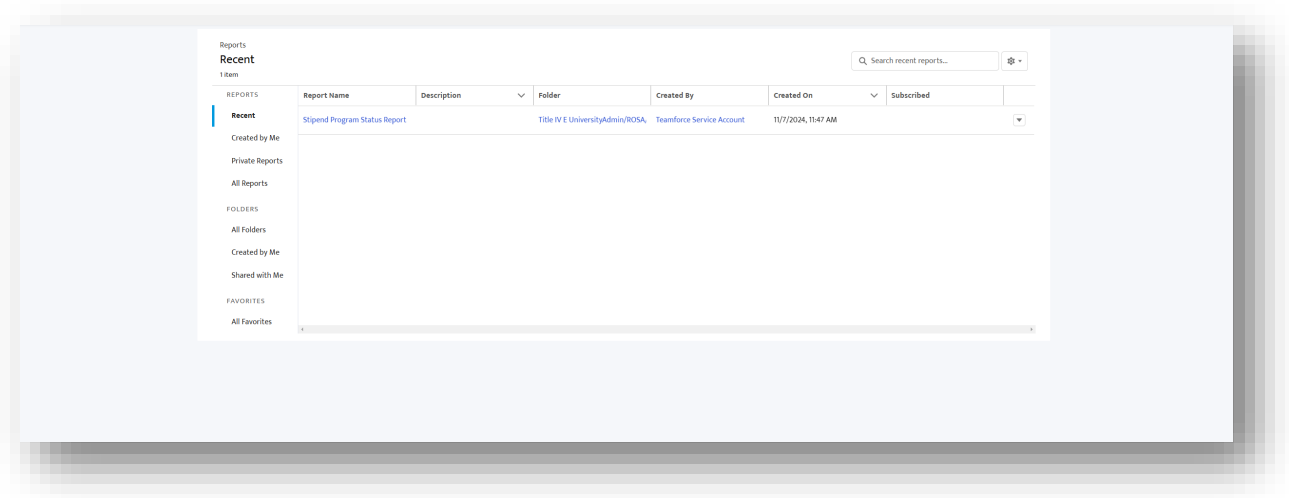 Reports
Recent
1 item
Search recent reports...
REPORTS
Recent
Created by Me
Private Reports
All Reports
FOLDERS
All Folders
Created by Me
Shared with Me
FAVORITES
All Favorites
Report Name Description Folder Created By Created On Subscribed
Stipend Program Status Report Title IV E UniversityAdmin/ROSA, Teamforce Service Account 11/7/2024, 11:47 AM